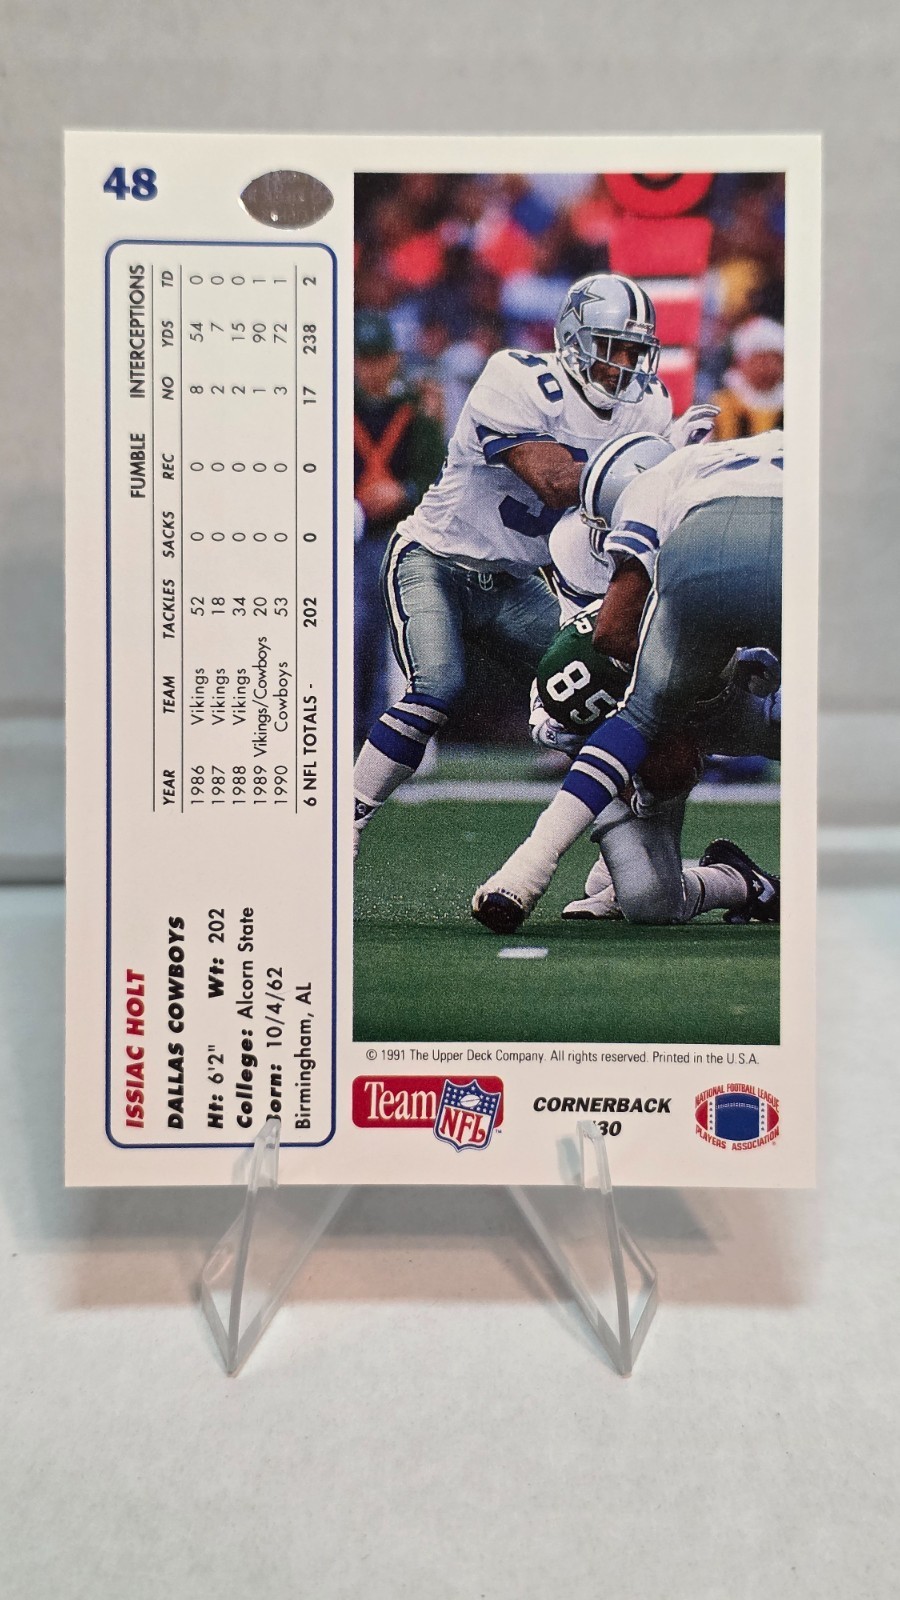 48
ISSIAC HOLT
DALLAS COWBOYS
Ht: 6'2" Wt: 202
College: Alcorn State
Born: 10/4/62
Birmingham, AL
FUMBLE INTERCEPTIONS
YEAR TEAM TACKLES SACKS REC NO YDS TD
1986 Vikings 52 0 0 8 54 0
1987 Vikings 18 0 0 2 7 0
1988 Vikings 34 0 0 2 15 0
1989 Vikings/Cowboys 20 0 0 1 90 1
1990 Cowboys 53 0 0 3 72 1
6 NFL TOTALS - 202 0 0 17 238 2
30
85
© 1991 The Upper Deck Company. All rights reserved. Printed in the U.S.A.
Team NFL
CORNERBACK
/30
NATIONAL FOOTBALL LEAGUE
PLAYERS ASSOCIATION